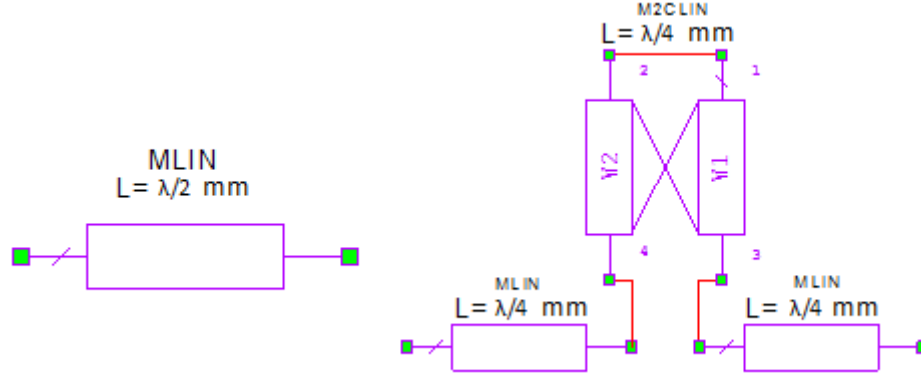 M2CLIN
L= λ/4 mm
2 1
W2 W1
4 3
MLIN
L= λ/2 mm
MLIN
L= λ/4 mm
MLIN
L= λ/4 mm